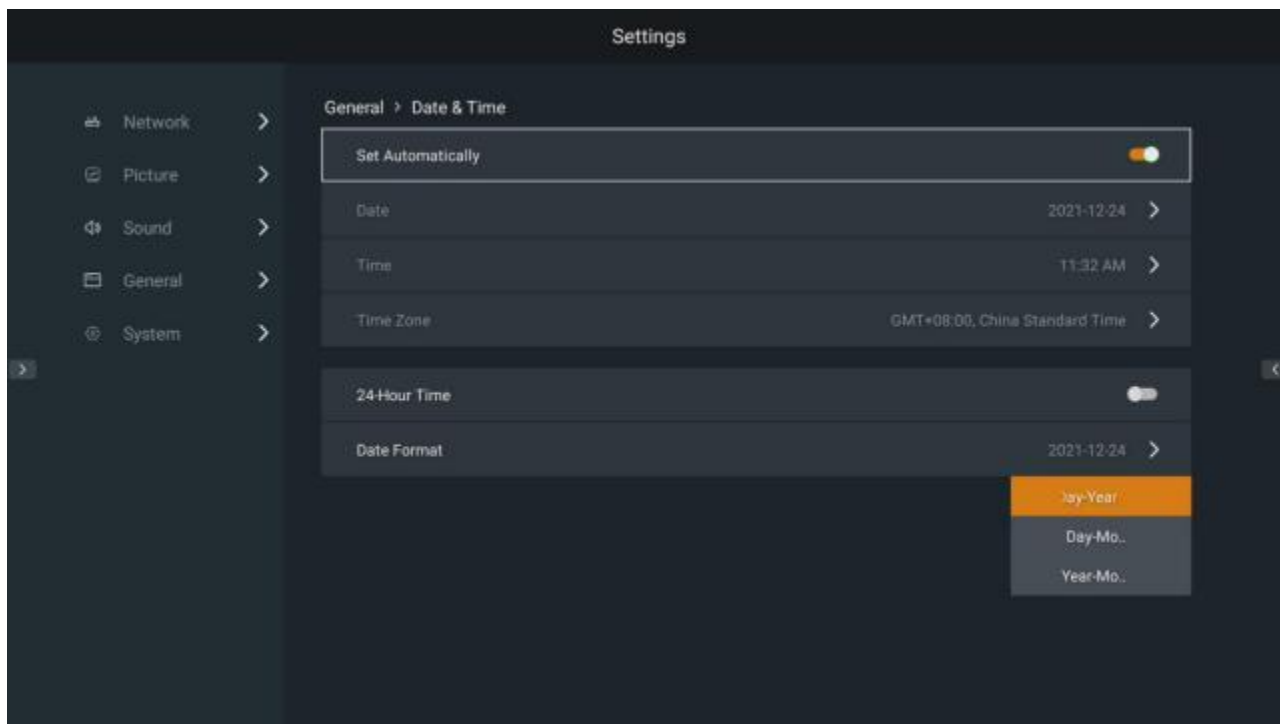 Settings
Network
Picture
Sound
General
System
General > Date & Time
Set Automatically
Date 2021-12-24
Time 11:32 AM
Time Zone GMT+08:00, China Standard Time
24-Hour Time
Date Format 2021-12-24
ay-Year
Day-Mo..
Year-Mo..